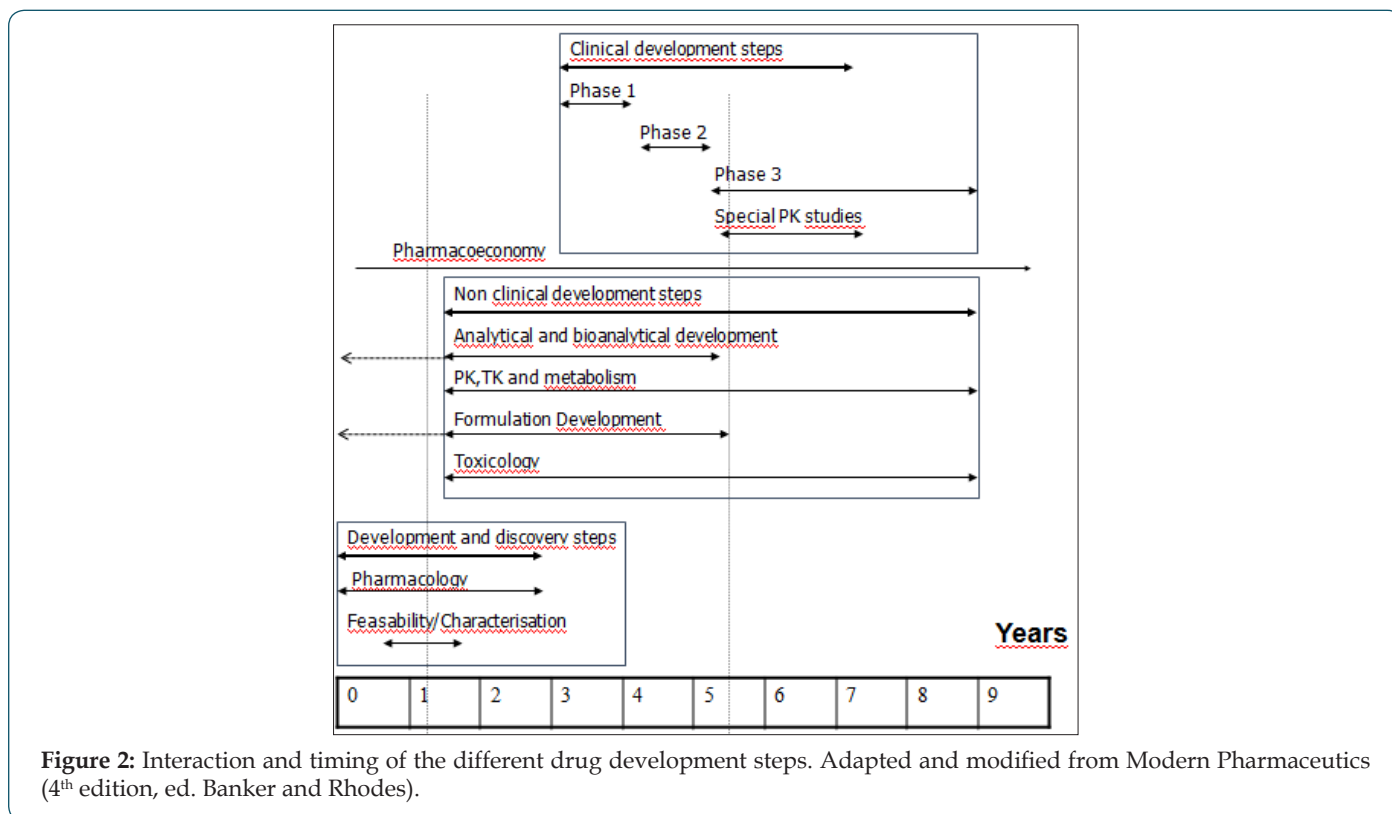 Clinical development steps
Phase 1
Phase 2
Phase 3
Special PK studies
Pharmacoeconomy
Non clinical development steps
Analytical and bioanalytical development
PK,TK and metabolism
Formulation Development
Toxicology
Development and discovery steps
Pharmacology
Feasability/Characterisation
Years
0 1 2 3 4 5 6 7 8 9
Figure 2: Interaction and timing of the different drug development steps. Adapted and modified from Modern Pharmaceutics
(4th edition, ed. Banker and Rhodes).